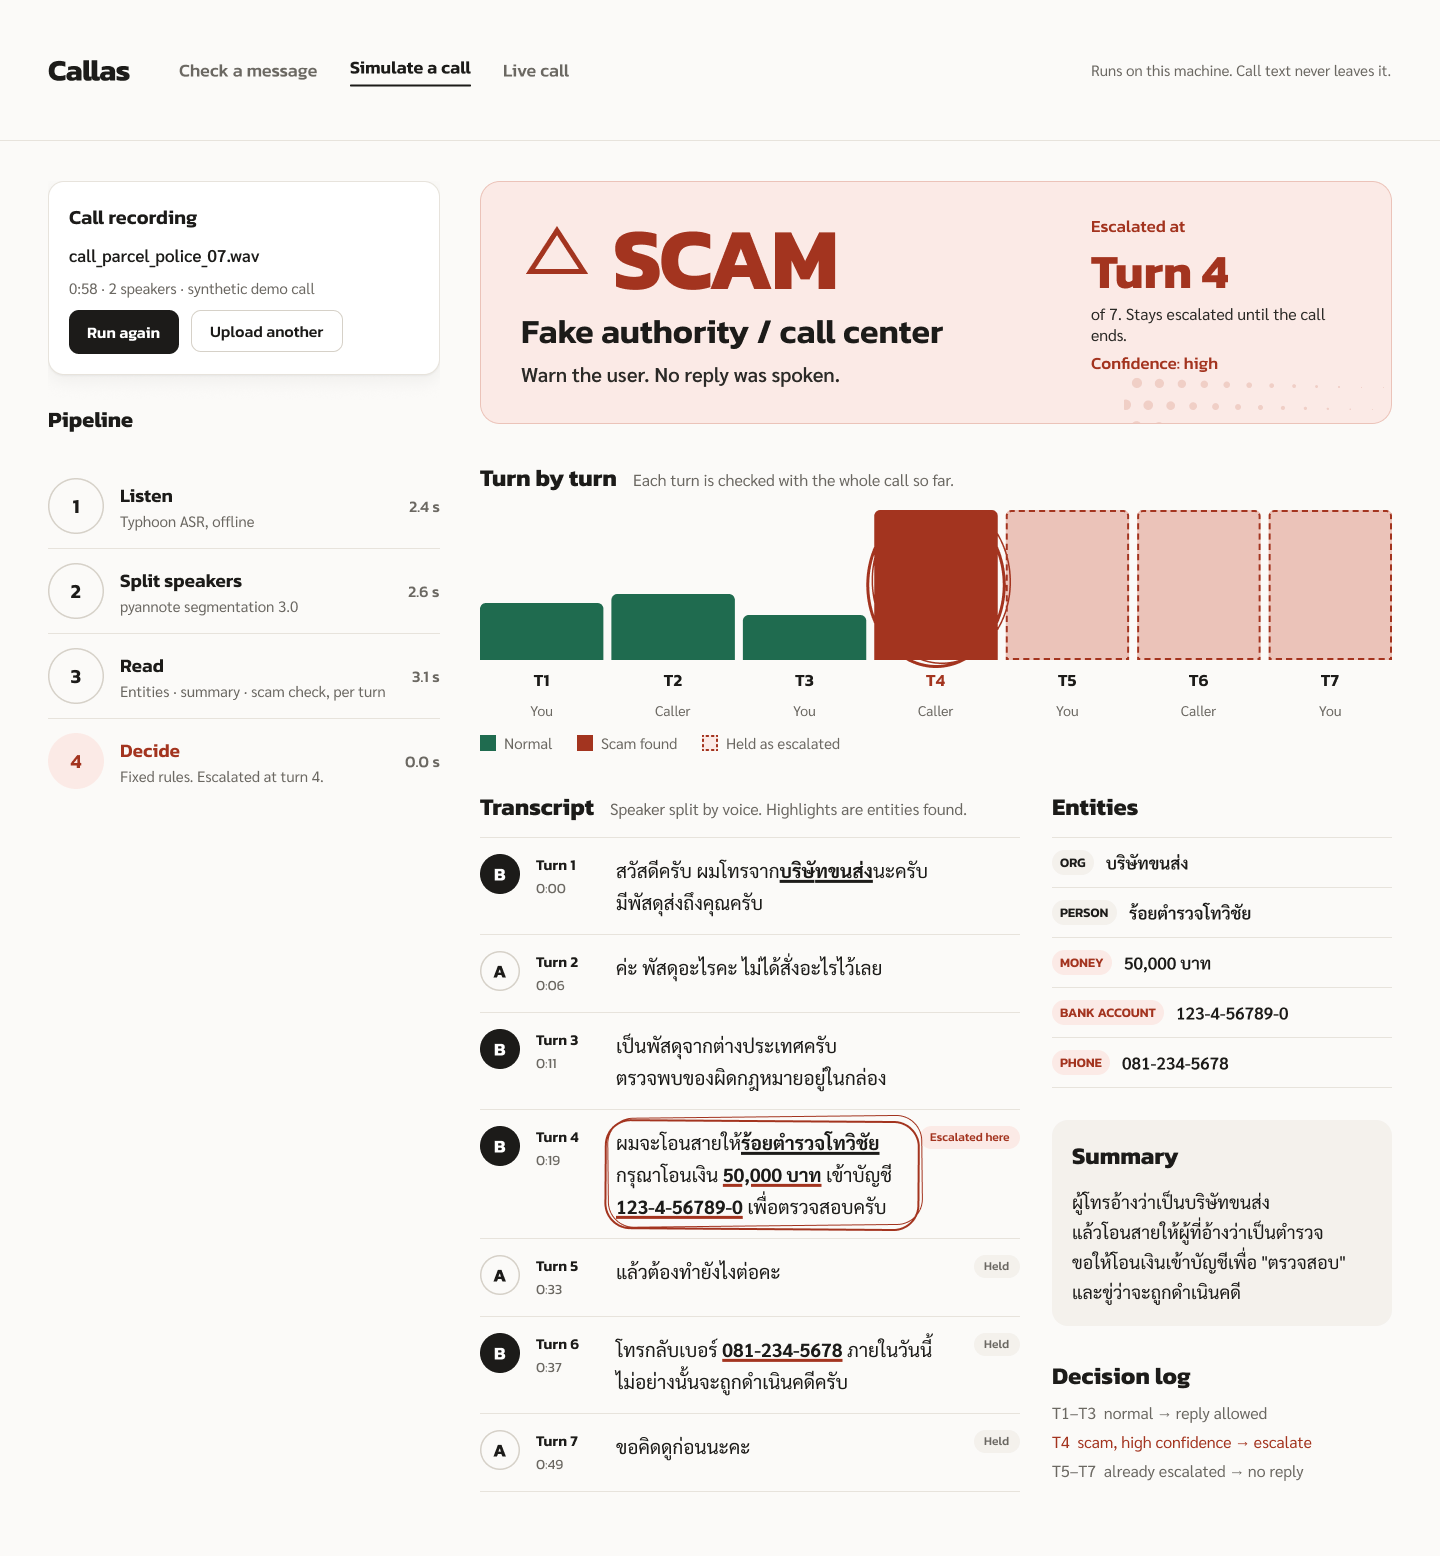 Callas
Check a message
Simulate a call
Live call
Runs on this machine. Call text never leaves it.
Call recording
call_parcel_police_07.wav
0:58 · 2 speakers · synthetic demo call
Run again
Upload another
Pipeline
1
Listen
Typhoon ASR, offline
2.4 s
2
Split speakers
pyannote segmentation 3.0
2.6 s
3
Read
Entities · summary · scam check, per turn
3.1 s
4
Decide
Fixed rules. Escalated at turn 4.
0.0 s
SCAM
Fake authority / call center
Warn the user. No reply was spoken.
Escalated at
Turn 4
of 7. Stays escalated until the call
ends.
Confidence: high
Turn by turn
Each turn is checked with the whole call so far.
T1
T2
T3
T4
T5
T6
T7
You
Caller
You
Caller
You
Caller
You
Normal
Scam found
Held as escalated
Transcript
Speaker split by voice. Highlights are entities found.
B
Turn 1
0:00
สวัสดีครับ ผมโทรจากบริษัทขนส่งนะครับ
มีพัสดุส่งถึงคุณครับ
A
Turn 2
0:06
ค่ะ พัสดุอะไรคะ ไม่ได้สั่งอะไรไว้เลย
B
Turn 3
0:11
เป็นพัสดุจากต่างประเทศครับ
ตรวจพบของผิดกฎหมายอยู่ในกล่อง
B
Turn 4
0:19
ผมจะโอนสายให้ร้อยตำรวจโทวิชัย
กรุณาโอนเงิน 50,000 บาท เข้าบัญชี
123-4-56789-0 เพื่อตรวจสอบครับ
Escalated here
A
Turn 5
0:33
แล้วต้องทำยังไงต่อคะ
Held
B
Turn 6
0:37
โทรกลับเบอร์ 081-234-5678 ภายในวันนี้
ไม่อย่างนั้นจะถูกดำเนินคดีครับ
Held
A
Turn 7
0:49
ขอคิดดูก่อนนะคะ
Held
Entities
ORG บริษัทขนส่ง
PERSON ร้อยตำรวจโทวิชัย
MONEY 50,000 บาท
BANK ACCOUNT 123-4-56789-0
PHONE 081-234-5678
Summary
ผู้โทรอ้างว่าเป็นบริษัทขนส่ง
แล้วโอนสายให้ผู้ที่อ้างว่าเป็นตำรวจ
ขอให้โอนเงินเข้าบัญชีเพื่อ "ตรวจสอบ"
และขู่ว่าจะถูกดำเนินคดี
Decision log
T1–T3 normal → reply allowed
T4 scam, high confidence → escalate
T5–T7 already escalated → no reply